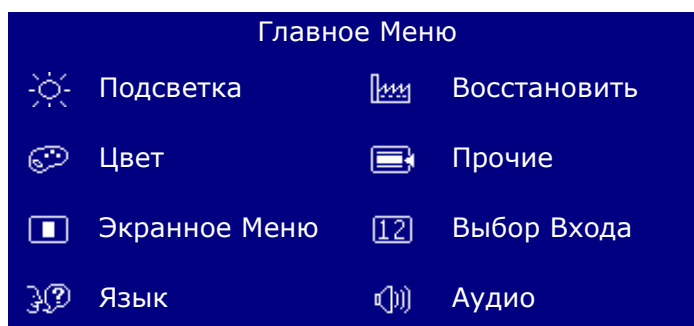 Главное Меню
Подсветка Восстановить
Цвет Прочие
Экранное Меню 12 Выбор Входа
Язык ? Аудио